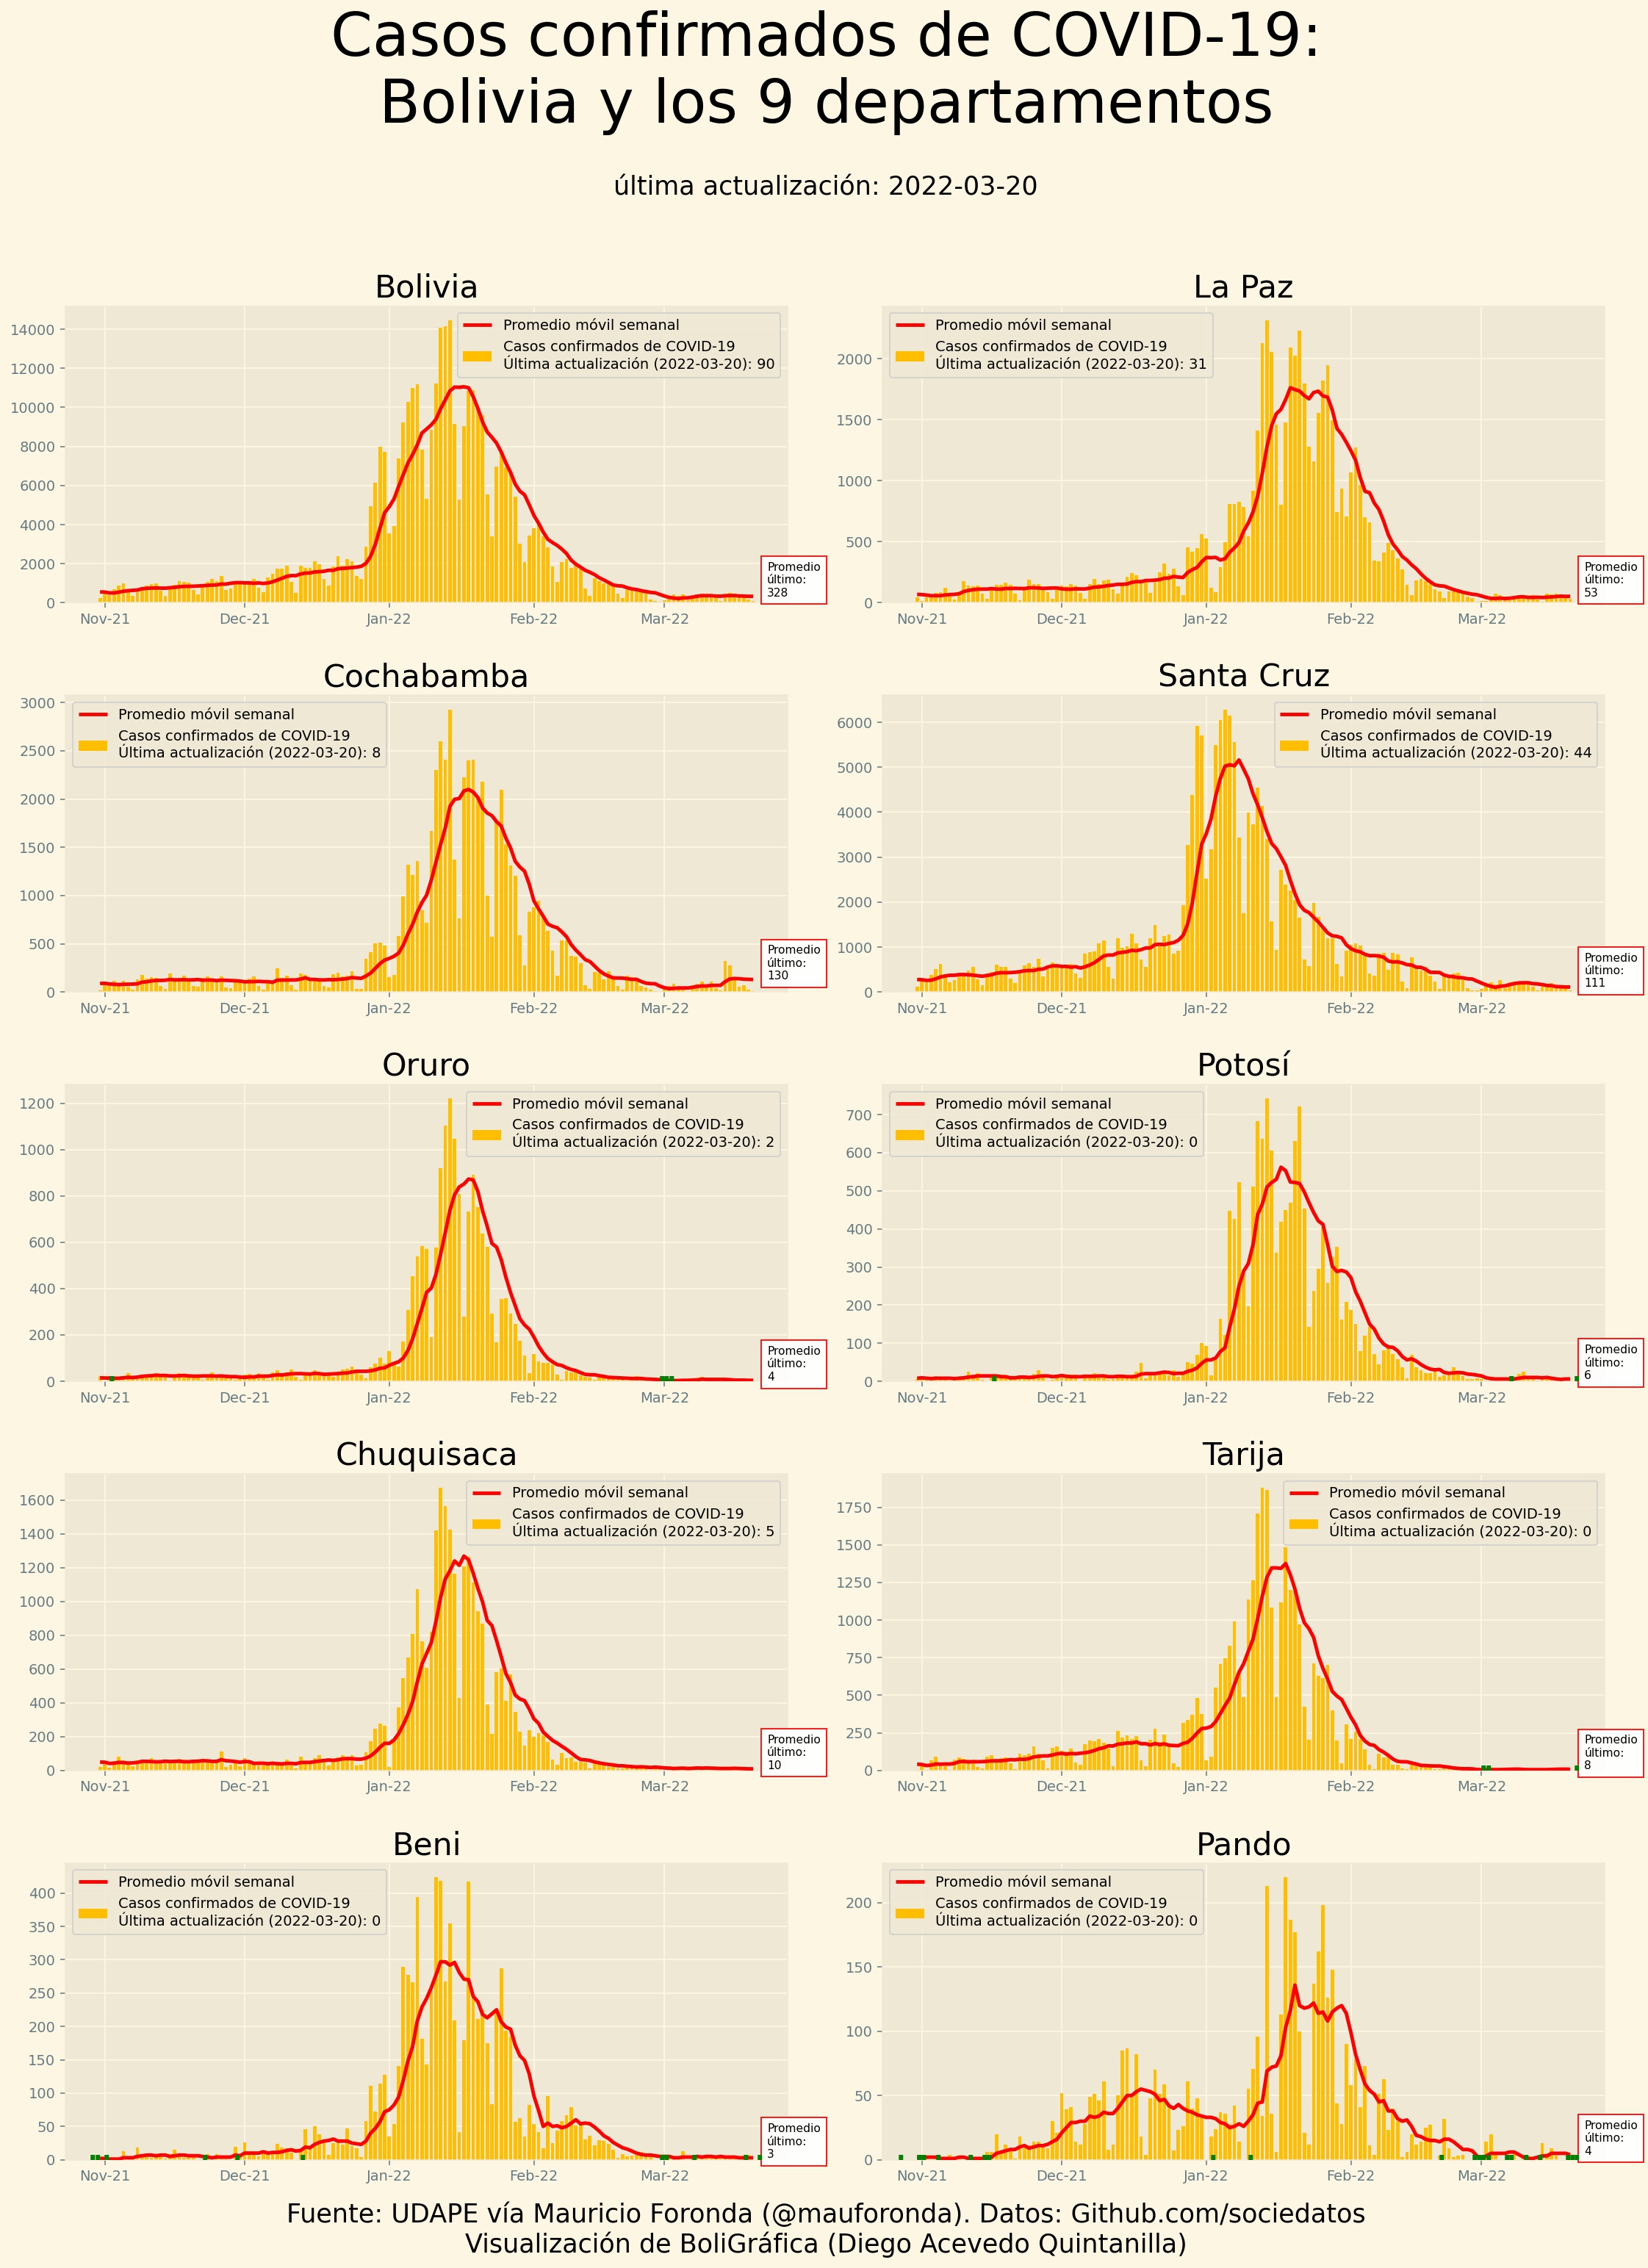 Casos confirmados de COVID-19:
Bolivia y los 9 departamentos
última actualización: 2022-03-20
Bolivia
14000
12000
10000
8000
6000
4000
2000
0
Promedio móvil semanal
Casos confirmados de COVID-19
Última actualización (2022-03-20): 90
Promedio
último:
328
Nov-21 Dec-21 Jan-22 Feb-22 Mar-22
La Paz
2000
1500
1000
500
0
Promedio móvil semanal
Casos confirmados de COVID-19
Última actualización (2022-03-20): 31
Promedio
último:
53
Nov-21 Dec-21 Jan-22 Feb-22 Mar-22
Cochabamba
3000
2500
2000
1500
1000
500
0
Promedio móvil semanal
Casos confirmados de COVID-19
Última actualización (2022-03-20): 8
Promedio
último:
130
Nov-21 Dec-21 Jan-22 Feb-22 Mar-22
Santa Cruz
6000
5000
4000
3000
2000
1000
0
Promedio móvil semanal
Casos confirmados de COVID-19
Última actualización (2022-03-20): 44
Promedio
último:
111
Nov-21 Dec-21 Jan-22 Feb-22 Mar-22
Oruro
1200
1000
800
600
400
200
0
Promedio móvil semanal
Casos confirmados de COVID-19
Última actualización (2022-03-20): 2
Promedio
último:
4
Nov-21 Dec-21 Jan-22 Feb-22 Mar-22
Potosí
700
600
500
400
300
200
100
0
Promedio móvil semanal
Casos confirmados de COVID-19
Última actualización (2022-03-20): 0
Promedio
último:
6
Nov-21 Dec-21 Jan-22 Feb-22 Mar-22
Chuquisaca
1600
1400
1200
1000
800
600
400
200
0
Promedio móvil semanal
Casos confirmados de COVID-19
Última actualización (2022-03-20): 5
Promedio
último:
10
Nov-21 Dec-21 Jan-22 Feb-22 Mar-22
Tarija
1750
1500
1250
1000
750
500
250
0
Promedio móvil semanal
Casos confirmados de COVID-19
Última actualización (2022-03-20): 0
Promedio
último:
8
Nov-21 Dec-21 Jan-22 Feb-22 Mar-22
Beni
400
350
300
250
200
150
100
50
0
Promedio móvil semanal
Casos confirmados de COVID-19
Última actualización (2022-03-20): 0
Promedio
último:
3
Nov-21 Dec-21 Jan-22 Feb-22 Mar-22
Pando
200
150
100
50
0
Promedio móvil semanal
Casos confirmados de COVID-19
Última actualización (2022-03-20): 0
Promedio
último:
4
Nov-21 Dec-21 Jan-22 Feb-22 Mar-22
Fuente: UDAPE vía Mauricio Foronda (@mauforonda). Datos: Github.com/sociedatos
Visualización de BoliGráfica (Diego Acevedo Quintanilla)